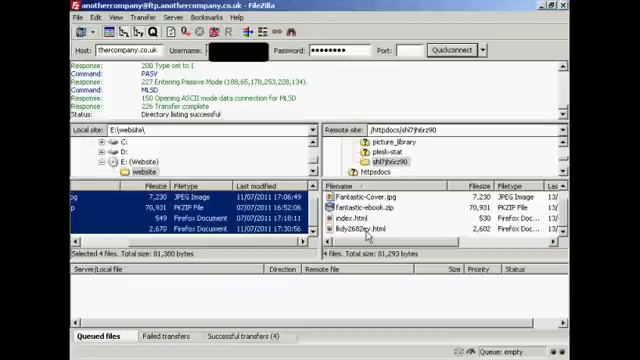 anothercompany@ftp.anothercompany.co.uk - FileZilla
File Edit View Transfer Server Bookmarks Help
Host: thercompany.co.uk Username: Password: •••••••• Port: Quickconnect
Response: 200 Type set to I
Command: PASV
Response: 227 Entering Passive Mode (188,65,178,253,228,134).
Command: MLSD
Response: 150 Opening ASCII mode data connection for MLSD
Response: 226 Transfer complete
Status: Directory listing successful
Local site: E:\website\
C:
D:
E: (Website)
website
Remote site: /httpdocs/shl7jh6rz90
picture_library
plesk-stat
shl7jh6rz90
httpdocs
Filesize Filetype Last modified
pg 7,230 JPEG Image 11/07/2011 17:06:49
p 70,931 PKZIP File 11/07/2011 16:52:06
549 Firefox Document 11/07/2011 17:18:11
2,670 Firefox Document 11/07/2011 17:30:56
Selected 4 files. Total size: 81,380 bytes
Filename Filesize Filetype Last
Fantastic-Cover.jpg 7,230 JPEG Image 13/
fantastic-ebook.zip 70,931 PKZIP File 13/
index.html 530 Firefox Doc... 13/
.html 2,602 Firefox Doc... 13/
4 files. Total size: 81,293 bytes
Server/Local file Direction Remote file Size Priority Status
Queued files Failed transfers Successful transfers (4)
Queue: empty